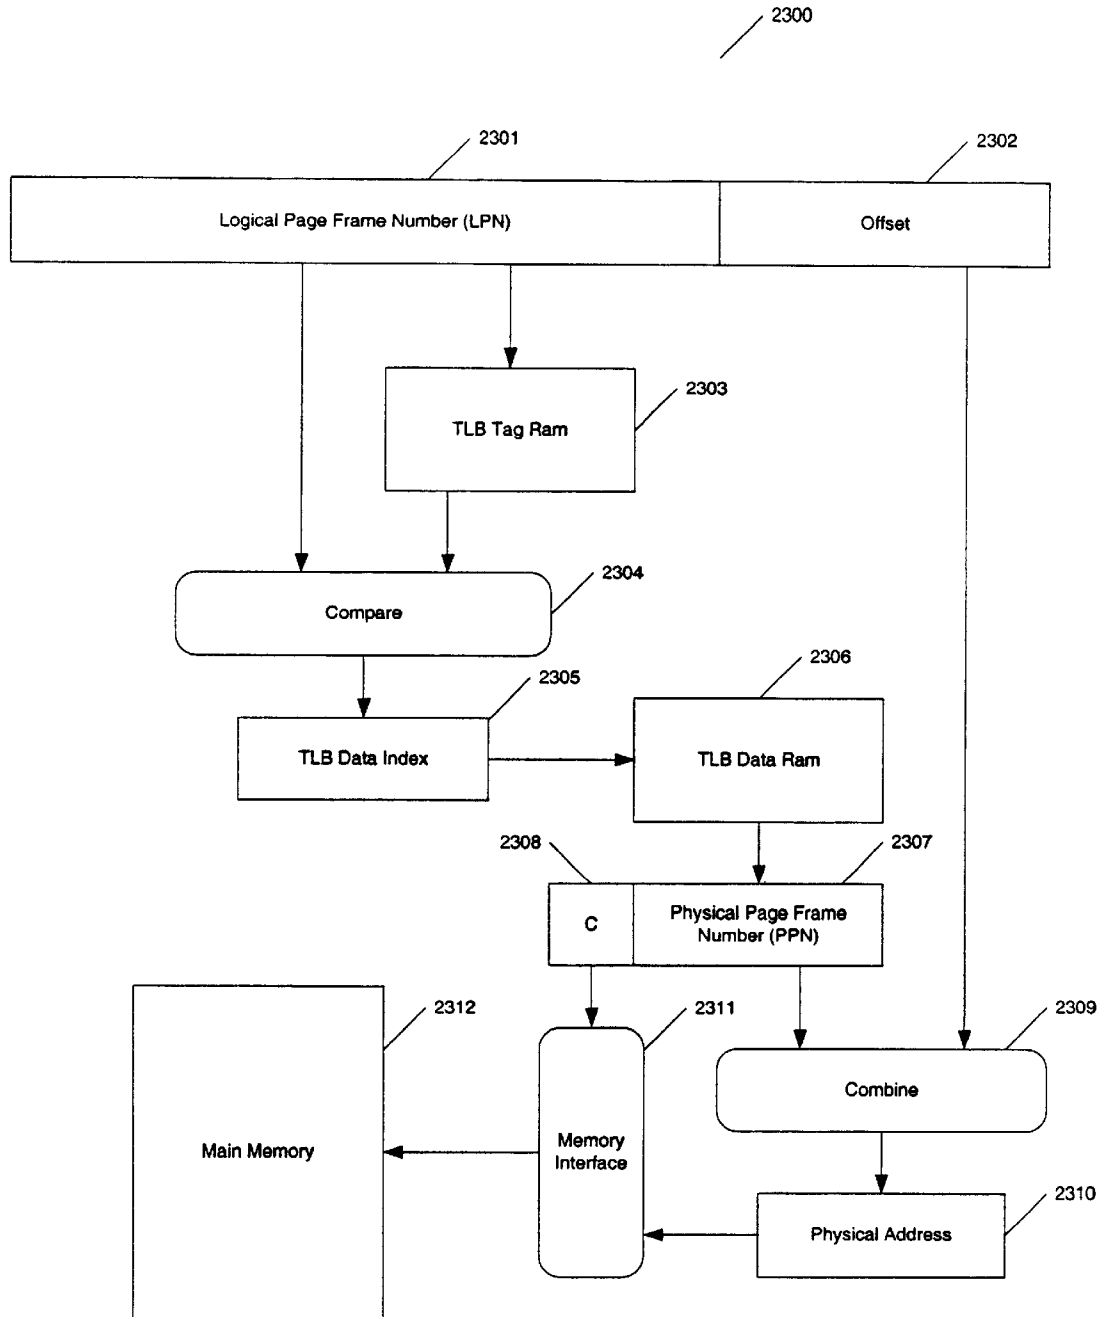 2300
2301
2302
Logical Page Frame Number (LPN)
Offset
2303
TLB Tag Ram
2304
Compare
2305
2306
TLB Data Index
TLB Data Ram
2308
2307
C
Physical Page Frame
Number (PPN)
2312
2311
2309
Combine
Main Memory
Memory
Interface
2310
Physical Address